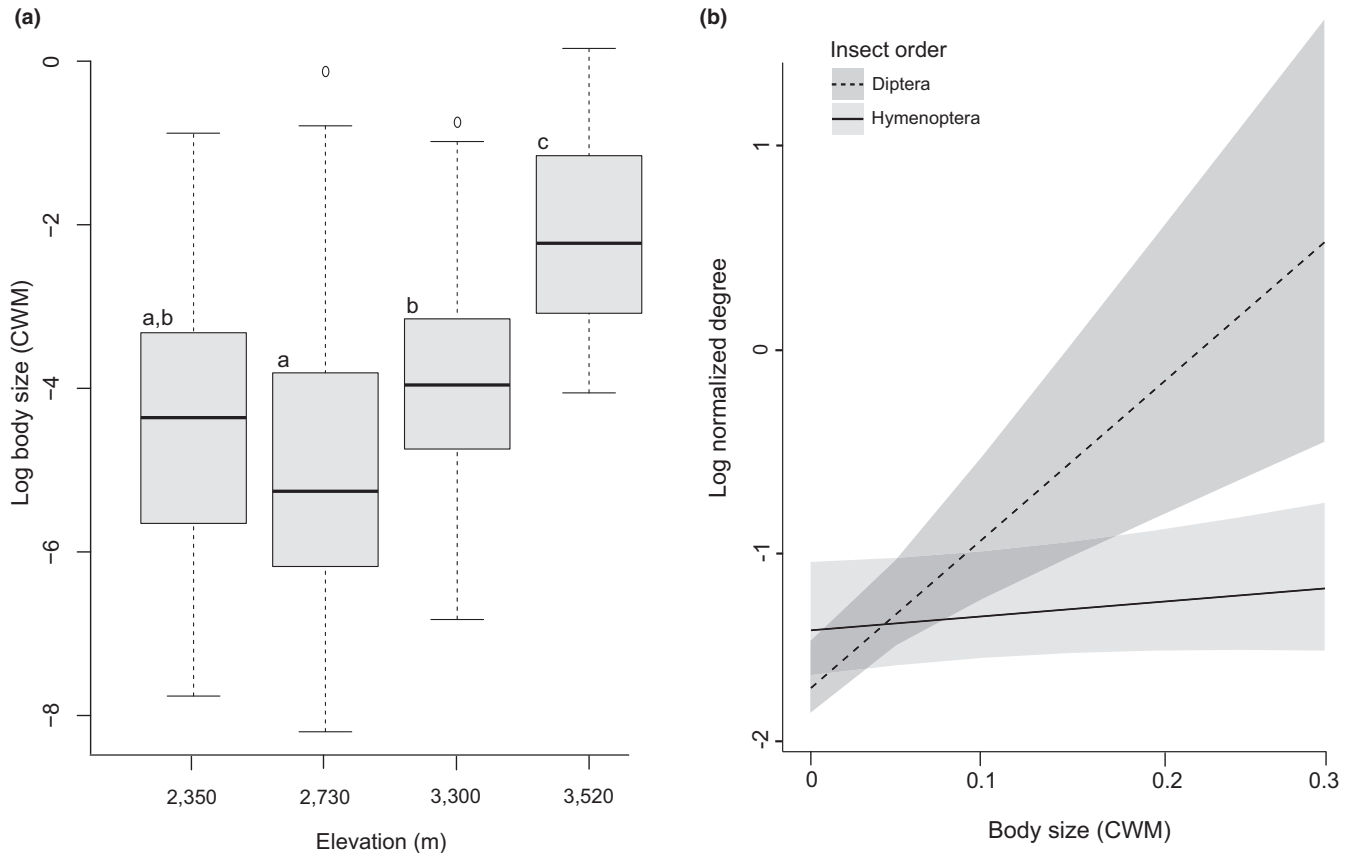 (a)
0
−2
−4
−6
−8
Log body size (CWM)
a,b
a
b
c
2,350
2,730
3,300
3,520
Elevation (m)
(b)
Insect order
Diptera
Hymenoptera
1
0
-1
-2
Log normalized degree
0
0.1
0.2
0.3
Body size (CWM)